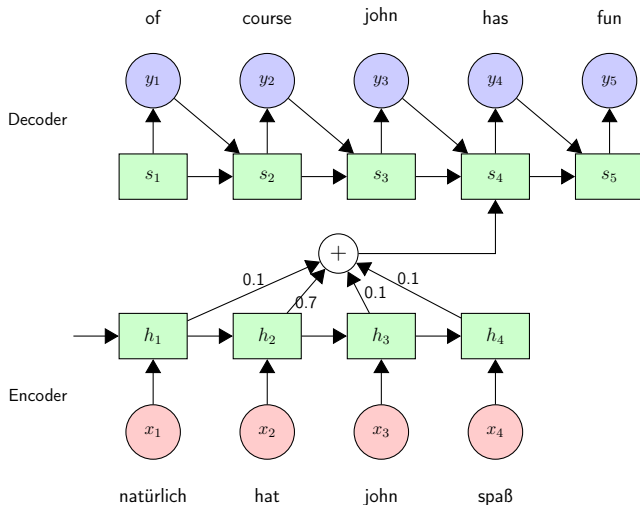 of course john has fun
y1 y2 y3 y4 y5
Decoder
s1 s2 s3 s4 s5
+
0.1 0.7 0.1 0.1
h1 h2 h3 h4
Encoder
x1 x2 x3 x4
natürlich hat john spaß